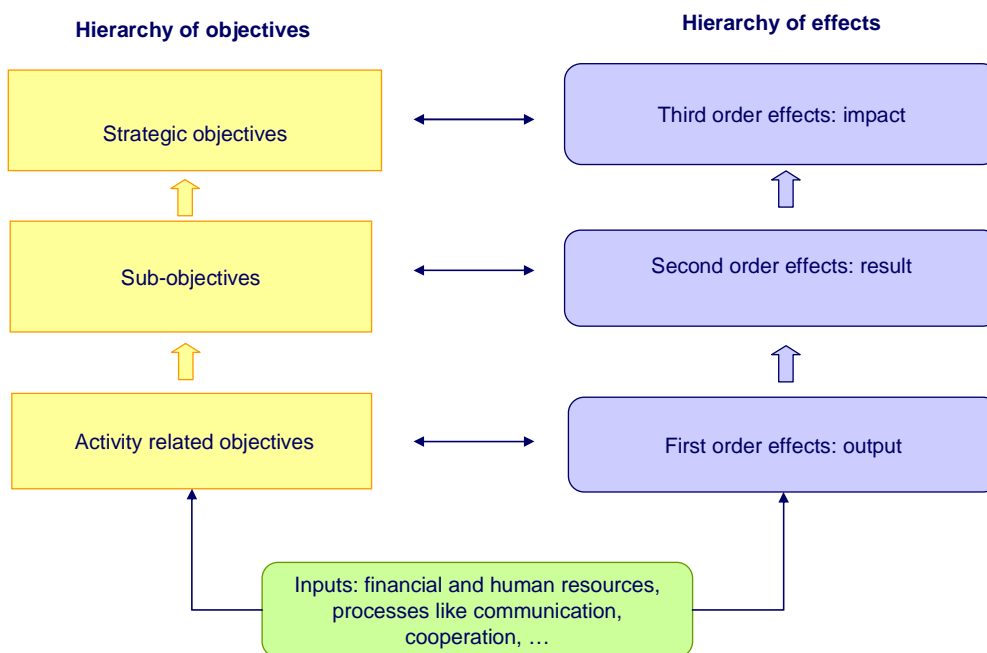 Hierarchy of objectives
Hierarchy of effects
Strategic objectives
Third order effects: impact
Sub-objectives
Second order effects: result
Activity related objectives
First order effects: output
Inputs: financial and human resources,
processes like communication,
cooperation, …